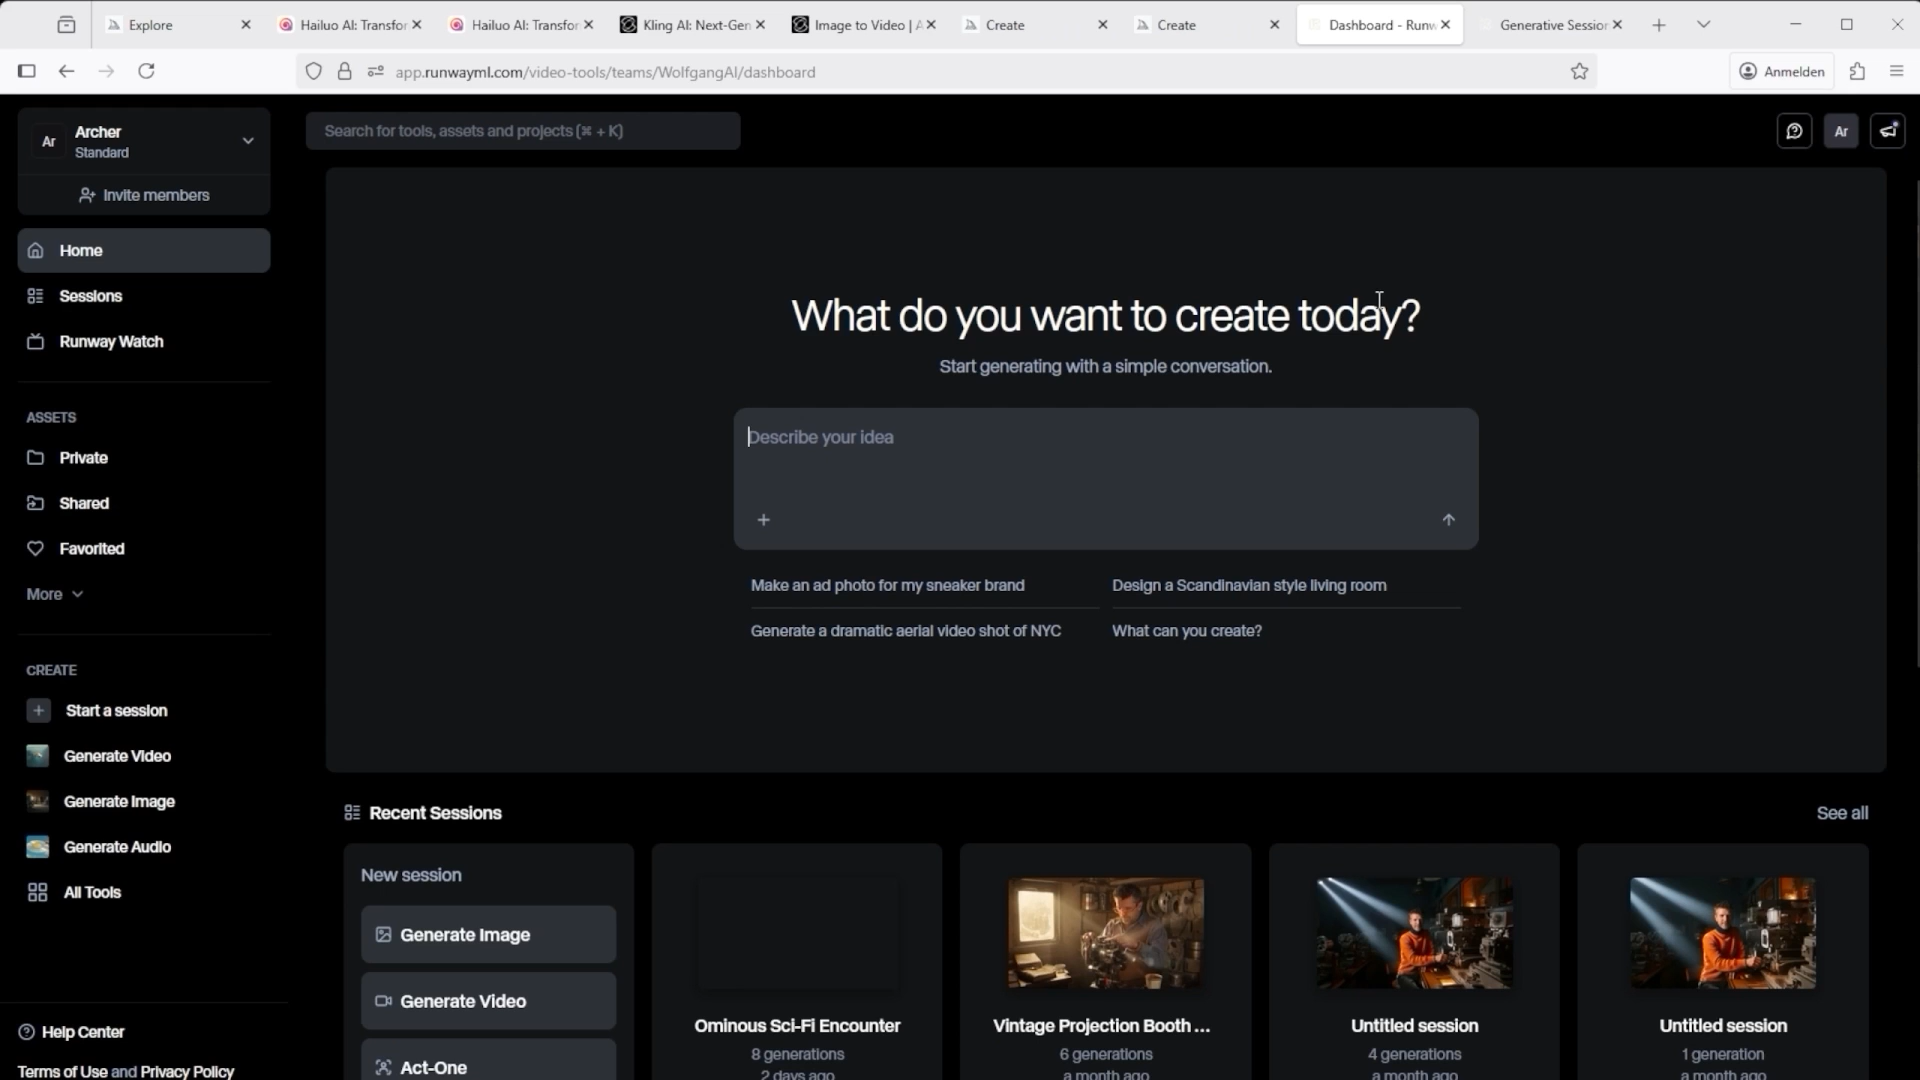 Explore
Hailuo AI: Transfor
Hailuo AI: Transfor
Kling AI: Next-Gen
Image to Video | A
Create
Create
Dashboard - Runw
Generative Session
app.runwayml.com/video-tools/teams/WolfgangAI/dashboard
Anmelden
Ar
Archer
Standard
Invite members
Search for tools, assets and projects (⌘ + K)
Ar
Home
Sessions
Runway Watch
ASSETS
Private
Shared
Favorited
More
CREATE
Start a session
Generate Video
Generate Image
Generate Audio
All Tools
Help Center
Terms of Use and Privacy Policy
What do you want to create today?
Start generating with a simple conversation.
Describe your idea
Make an ad photo for my sneaker brand
Design a Scandinavian style living room
Generate a dramatic aerial video shot of NYC
What can you create?
Recent Sessions
See all
New session
Generate Image
Generate Video
Act-One
Ominous Sci-Fi Encounter
8 generations
2 days ago
Vintage Projection Booth ...
6 generations
a month ago
Untitled session
4 generations
a month ago
Untitled session
1 generation
a month ago